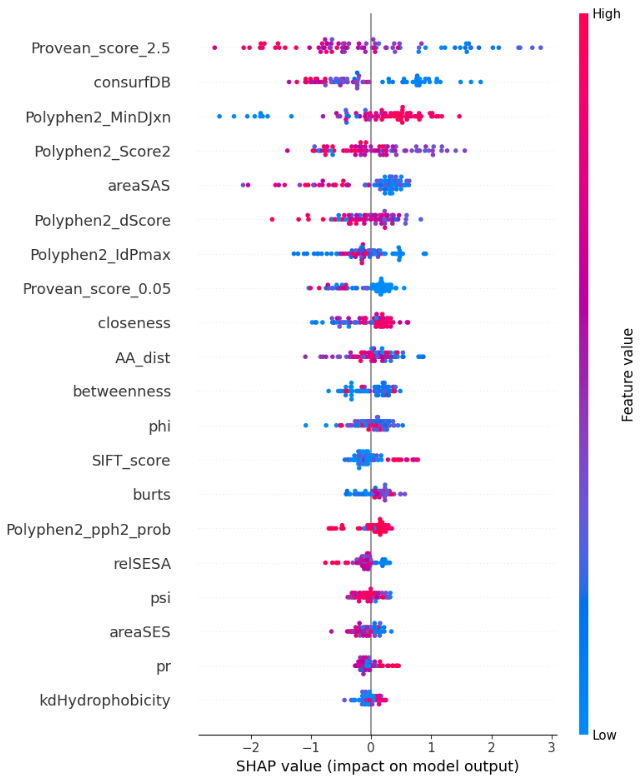 High
Provean_score_2.5
consurfDB
Polyphen2_MinDJxn
Polyphen2_Score2
areaSAS
Polyphen2_dScore
Polyphen2_IdPmax
Provean_score_0.05
closeness
AA_dist
betweenness
phi
SIFT_score
burts
Polyphen2_pph2_prob
relSESA
psi
areaSES
pr
kdHydrophobicity
Feature value
Low
−2 −1 0 1 2 3
SHAP value (impact on model output)